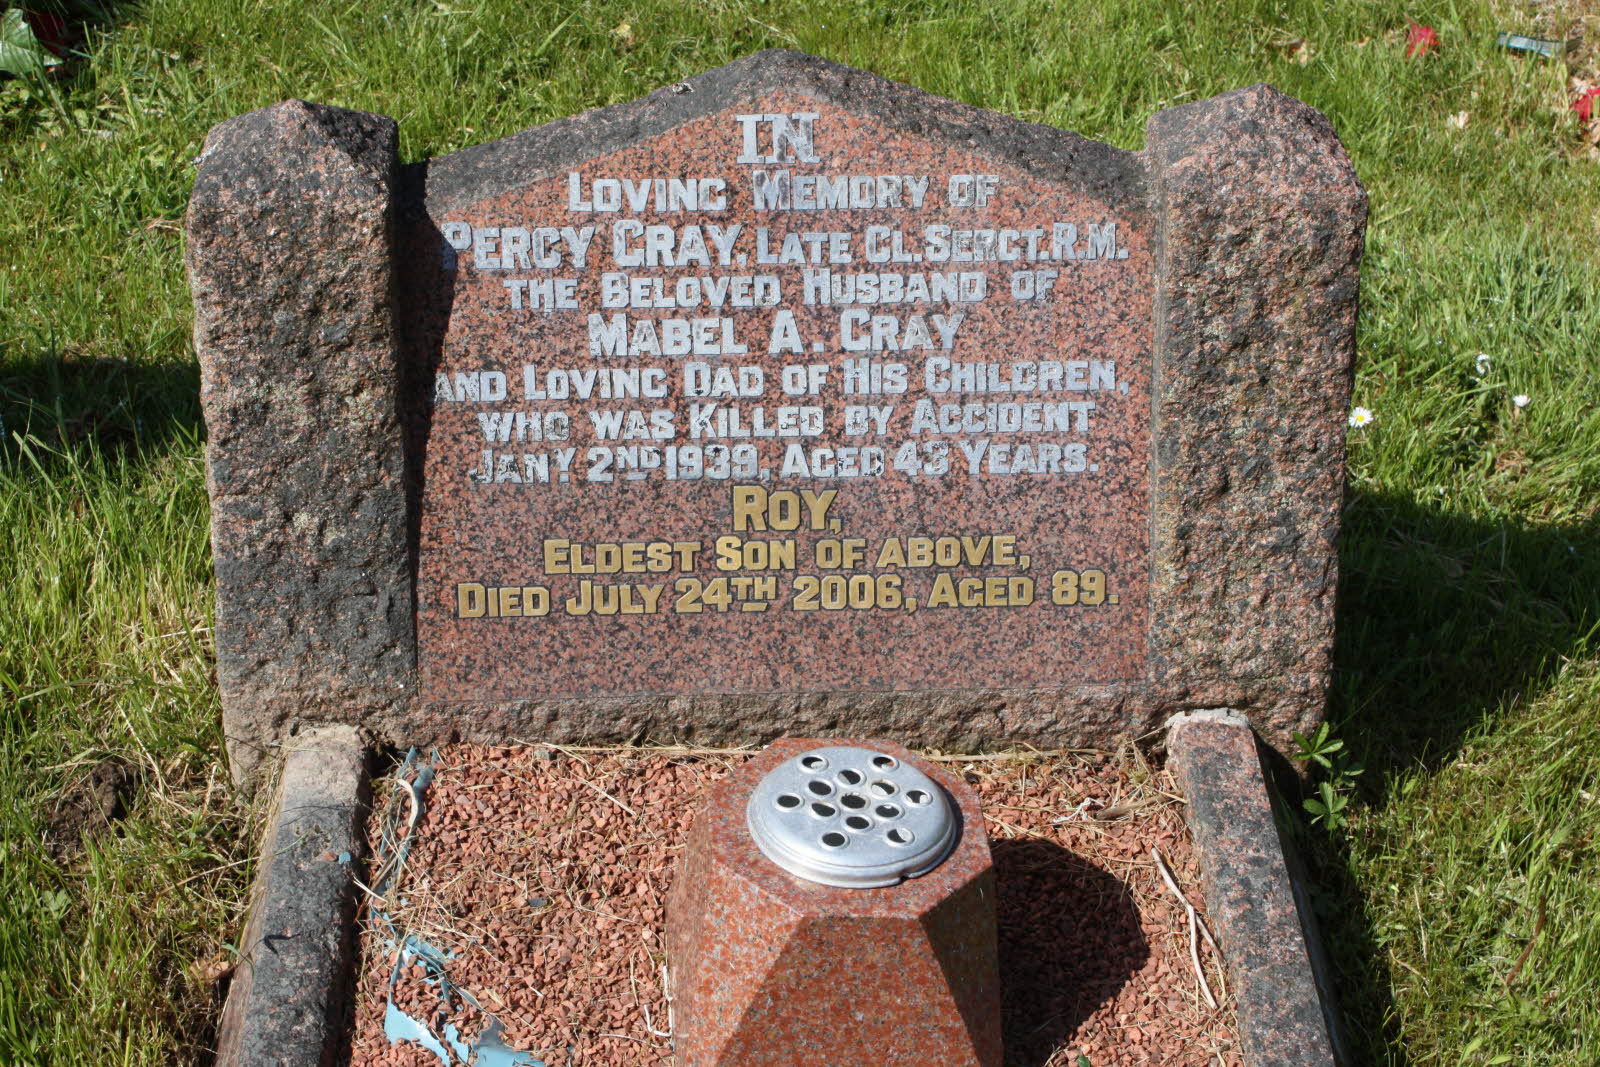 IN
LOVING MEMORY OF
PERCY GRAY, LATE CL. SERGT. R.M.
THE BELOVED HUSBAND OF
MABEL A. GRAY
AND LOVING DAD OF HIS CHILDREN,
WHO WAS KILLED BY ACCIDENT
JANY. 2ND 1939, AGED 43 YEARS.
ROY,
ELDEST SON OF ABOVE,
DIED JULY 24TH 2006, AGED 89.